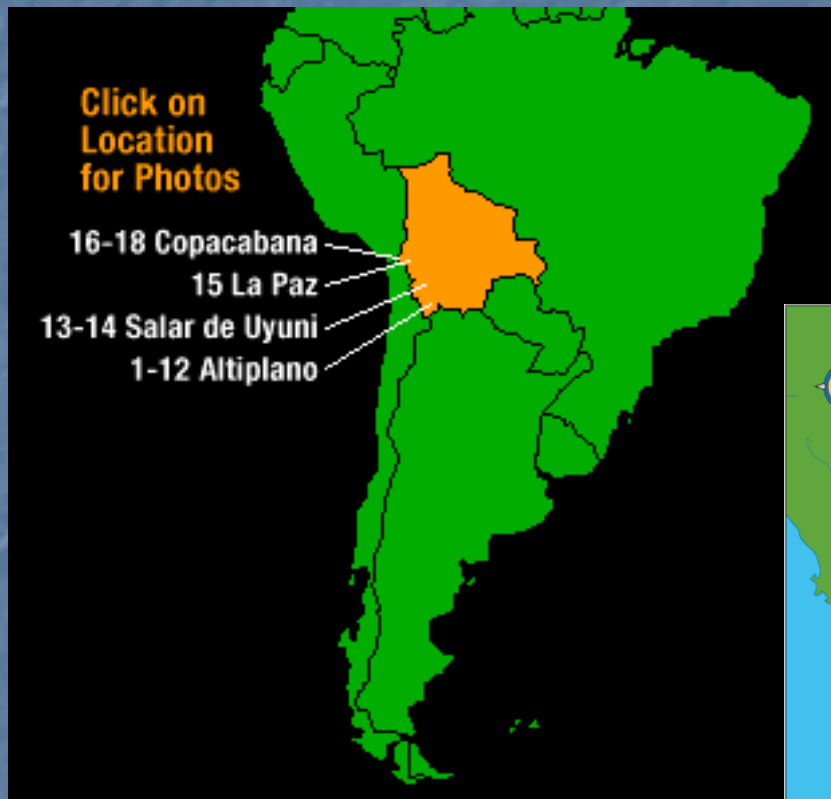 Click on
Location
for Photos
16-18 Copacabana
15 La Paz
13-14 Salar de Uyuni
1-12 Altiplano